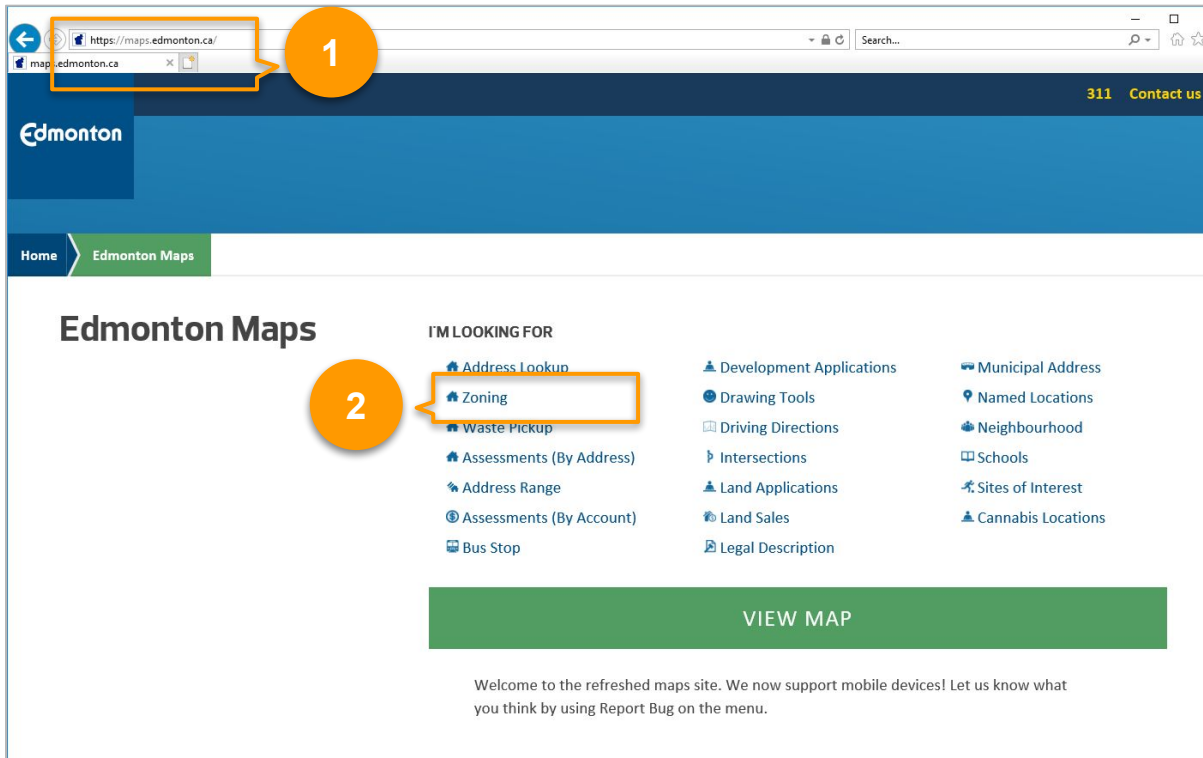 https://maps.edmonton.ca/
Search...
maps.edmonton.ca
1
311 Contact us
Edmonton
Home
Edmonton Maps
Edmonton Maps
I'M LOOKING FOR
Address Lookup
Zoning
Waste Pickup
Assessments (By Address)
Address Range
Assessments (By Account)
Bus Stop
2
Development Applications
Drawing Tools
Driving Directions
Intersections
Land Applications
Land Sales
Legal Description
Municipal Address
Named Locations
Neighbourhood
Schools
Sites of Interest
Cannabis Locations
VIEW MAP
Welcome to the refreshed maps site. We now support mobile devices! Let us know what
you think by using Report Bug on the menu.